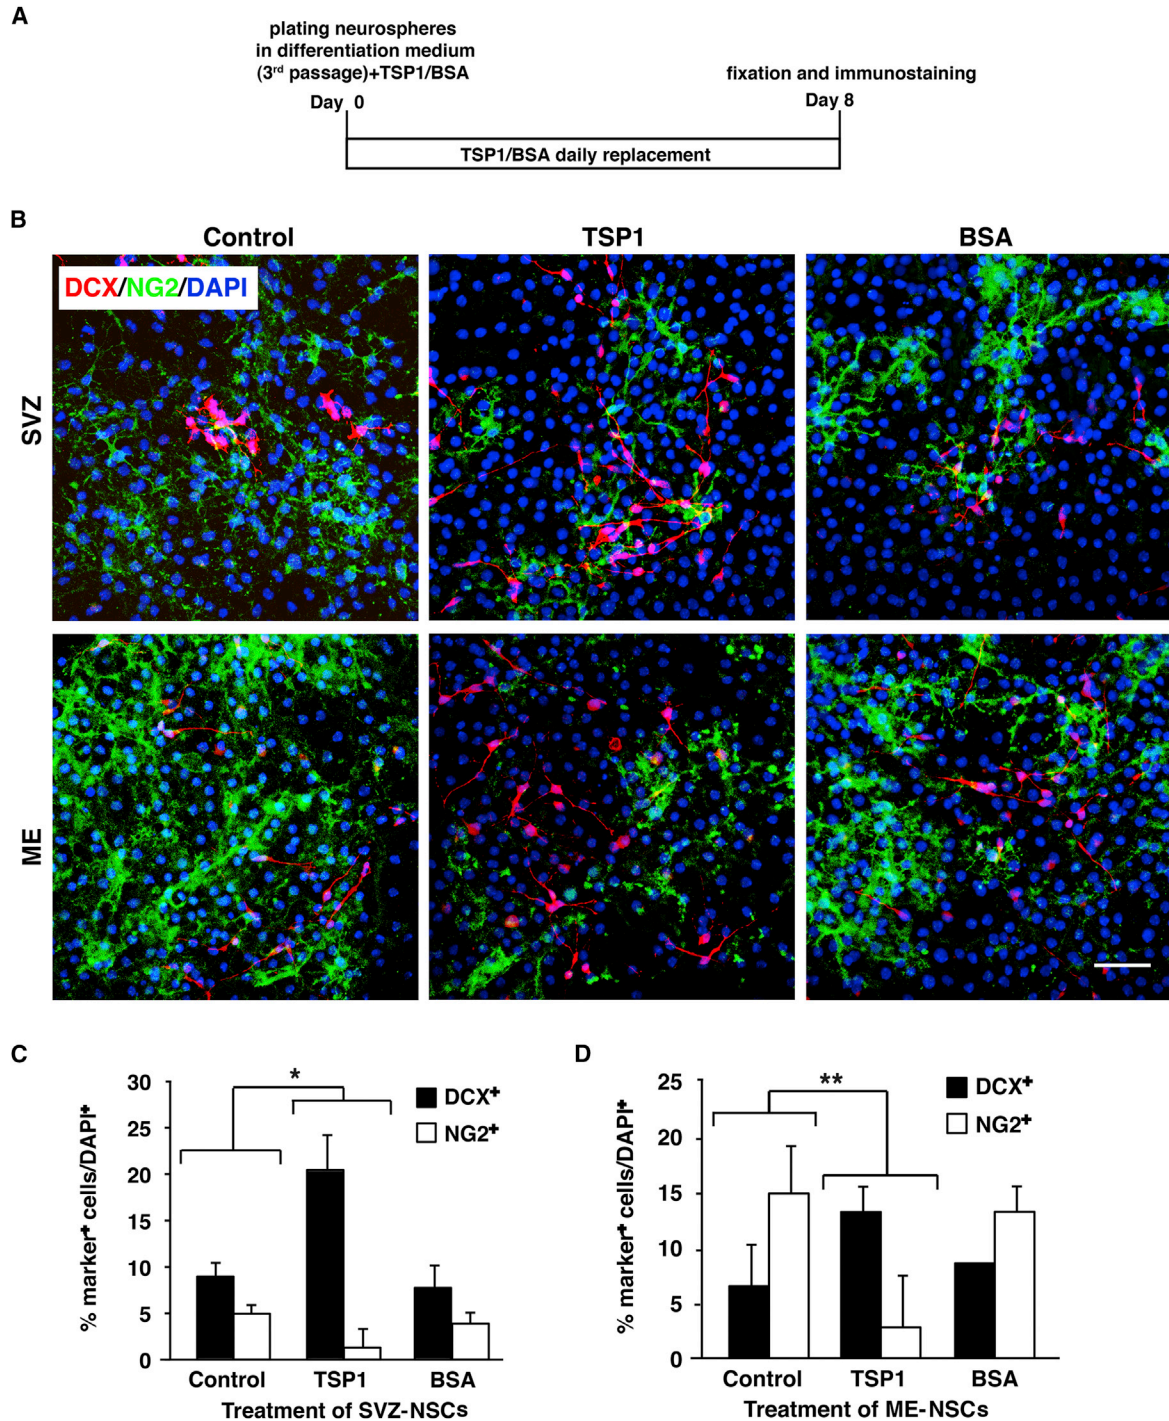 A
plating neurospheres
in differentiation medium
(3rd passage)+TSP1/BSA
fixation and immunostaining
Day 0
Day 8
TSP1/BSA daily replacement
B
Control
TSP1
BSA
DCX/NG2/DAPI
SVZ
ME
C
% marker+ cells/DAPI+
30
25
20
15
10
5
0
*
DCX+
NG2+
Control
TSP1
BSA
Treatment of SVZ-NSCs
D
% marker+ cells/DAPI+
25
20
15
10
5
0
**
DCX+
NG2+
Control
TSP1
BSA
Treatment of ME-NSCs